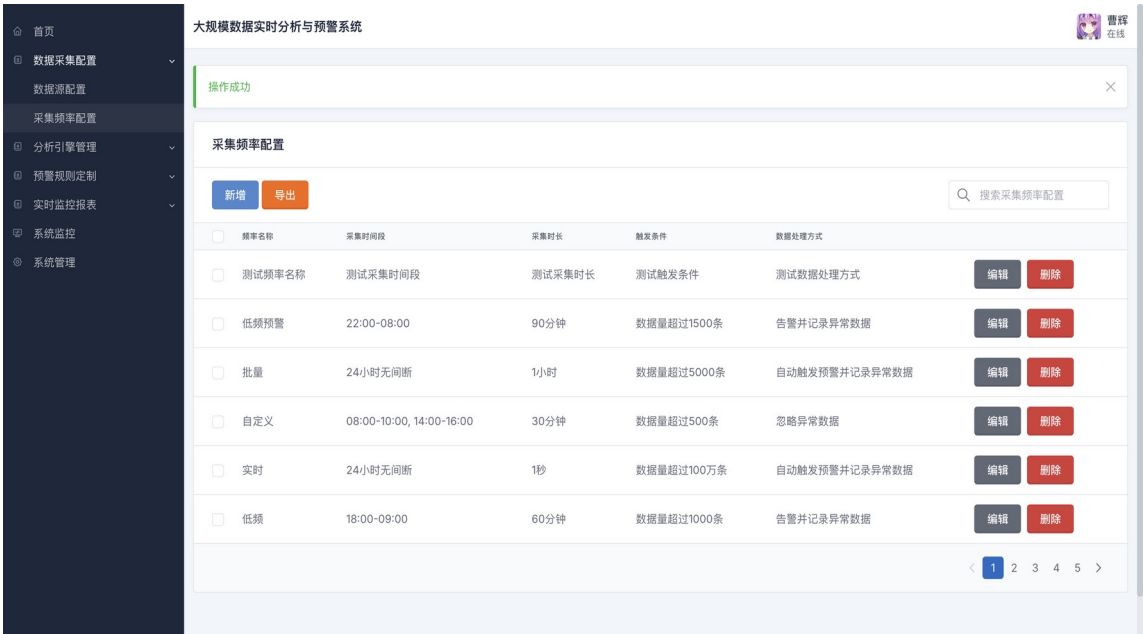 首页
数据采集配置
数据源配置
采集频率配置
分析引擎管理
预警规则定制
实时监控报表
系统监控
系统管理
大规模数据实时分析与预警系统
曹辉
在线
操作成功
采集频率配置
新增 导出 搜索采集频率配置
频率名称 采集时间段 采集时长 触发条件 数据处理方式
测试频率名称 测试采集时间段 测试采集时长 测试触发条件 测试数据处理方式 编辑 删除
低频预警 22:00-08:00 90分钟 数据量超过1500条 告警并记录异常数据 编辑 删除
批量 24小时无间断 1小时 数据量超过5000条 自动触发预警并记录异常数据 编辑 删除
自定义 08:00-10:00, 14:00-16:00 30分钟 数据量超过500条 忽略异常数据 编辑 删除
实时 24小时无间断 1秒 数据量超过100万条 自动触发预警并记录异常数据 编辑 删除
低频 18:00-09:00 60分钟 数据量超过1000条 告警并记录异常数据 编辑 删除
1 2 3 4 5